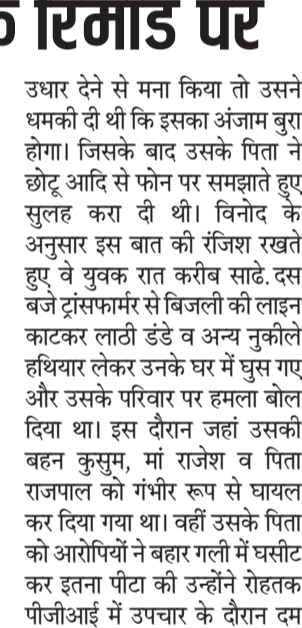 रिमांड पर
उधार देने से मना किया तो उसने
धमकी दी थी कि इसका अंजाम बुरा
होगा। जिसके बाद उसके पिता ने
छोटू आदि से फोन पर समझाते हुए
सुलह करा दी थी। विनोद के
अनुसार इस बात की रंजिश रखते
हुए वे युवक रात करीब साढे. दस
बजे ट्रांसफार्मर से बिजली की लाइन
काटकर लाठी डंडे व अन्य नुकीले
हथियार लेकर उनके घर में घुस गए
और उसके परिवार पर हमला बोल
दिया था। इस दौरान जहां उसकी
बहन कुसुम, मां राजेश व पिता
राजपाल को गंभीर रूप से घायल
कर दिया गया था। वहीं उसके पिता
को आरोपियों ने बहार गली में घसीट
कर इतना पीटा की उन्होंने रोहतक
पीजीआई में उपचार के दौरान दम